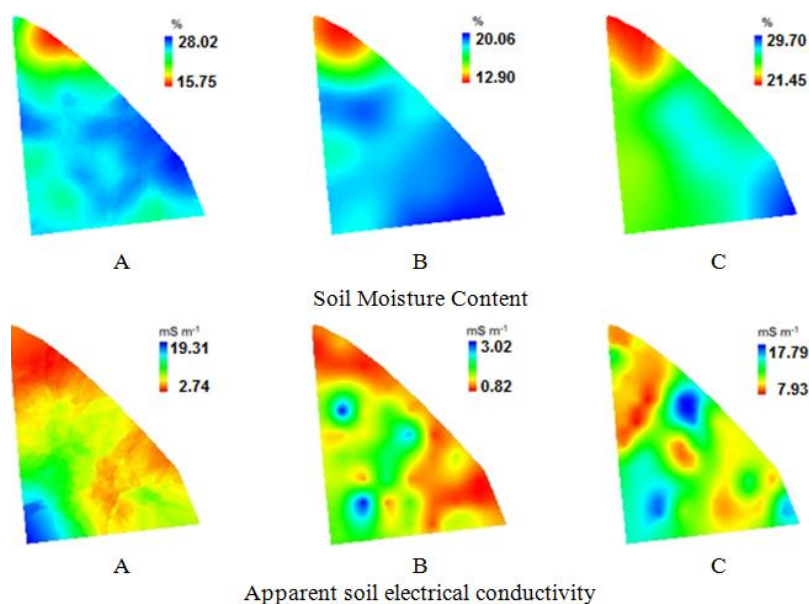 %
28.02
15.75
%
20.06
12.90
%
29.70
21.45
A
B
C
Soil Moisture Content
mS m⁻¹
19.31
2.74
mS m⁻¹
3.02
0.82
mS m⁻¹
17.79
7.93
A
B
C
Apparent soil electrical conductivity